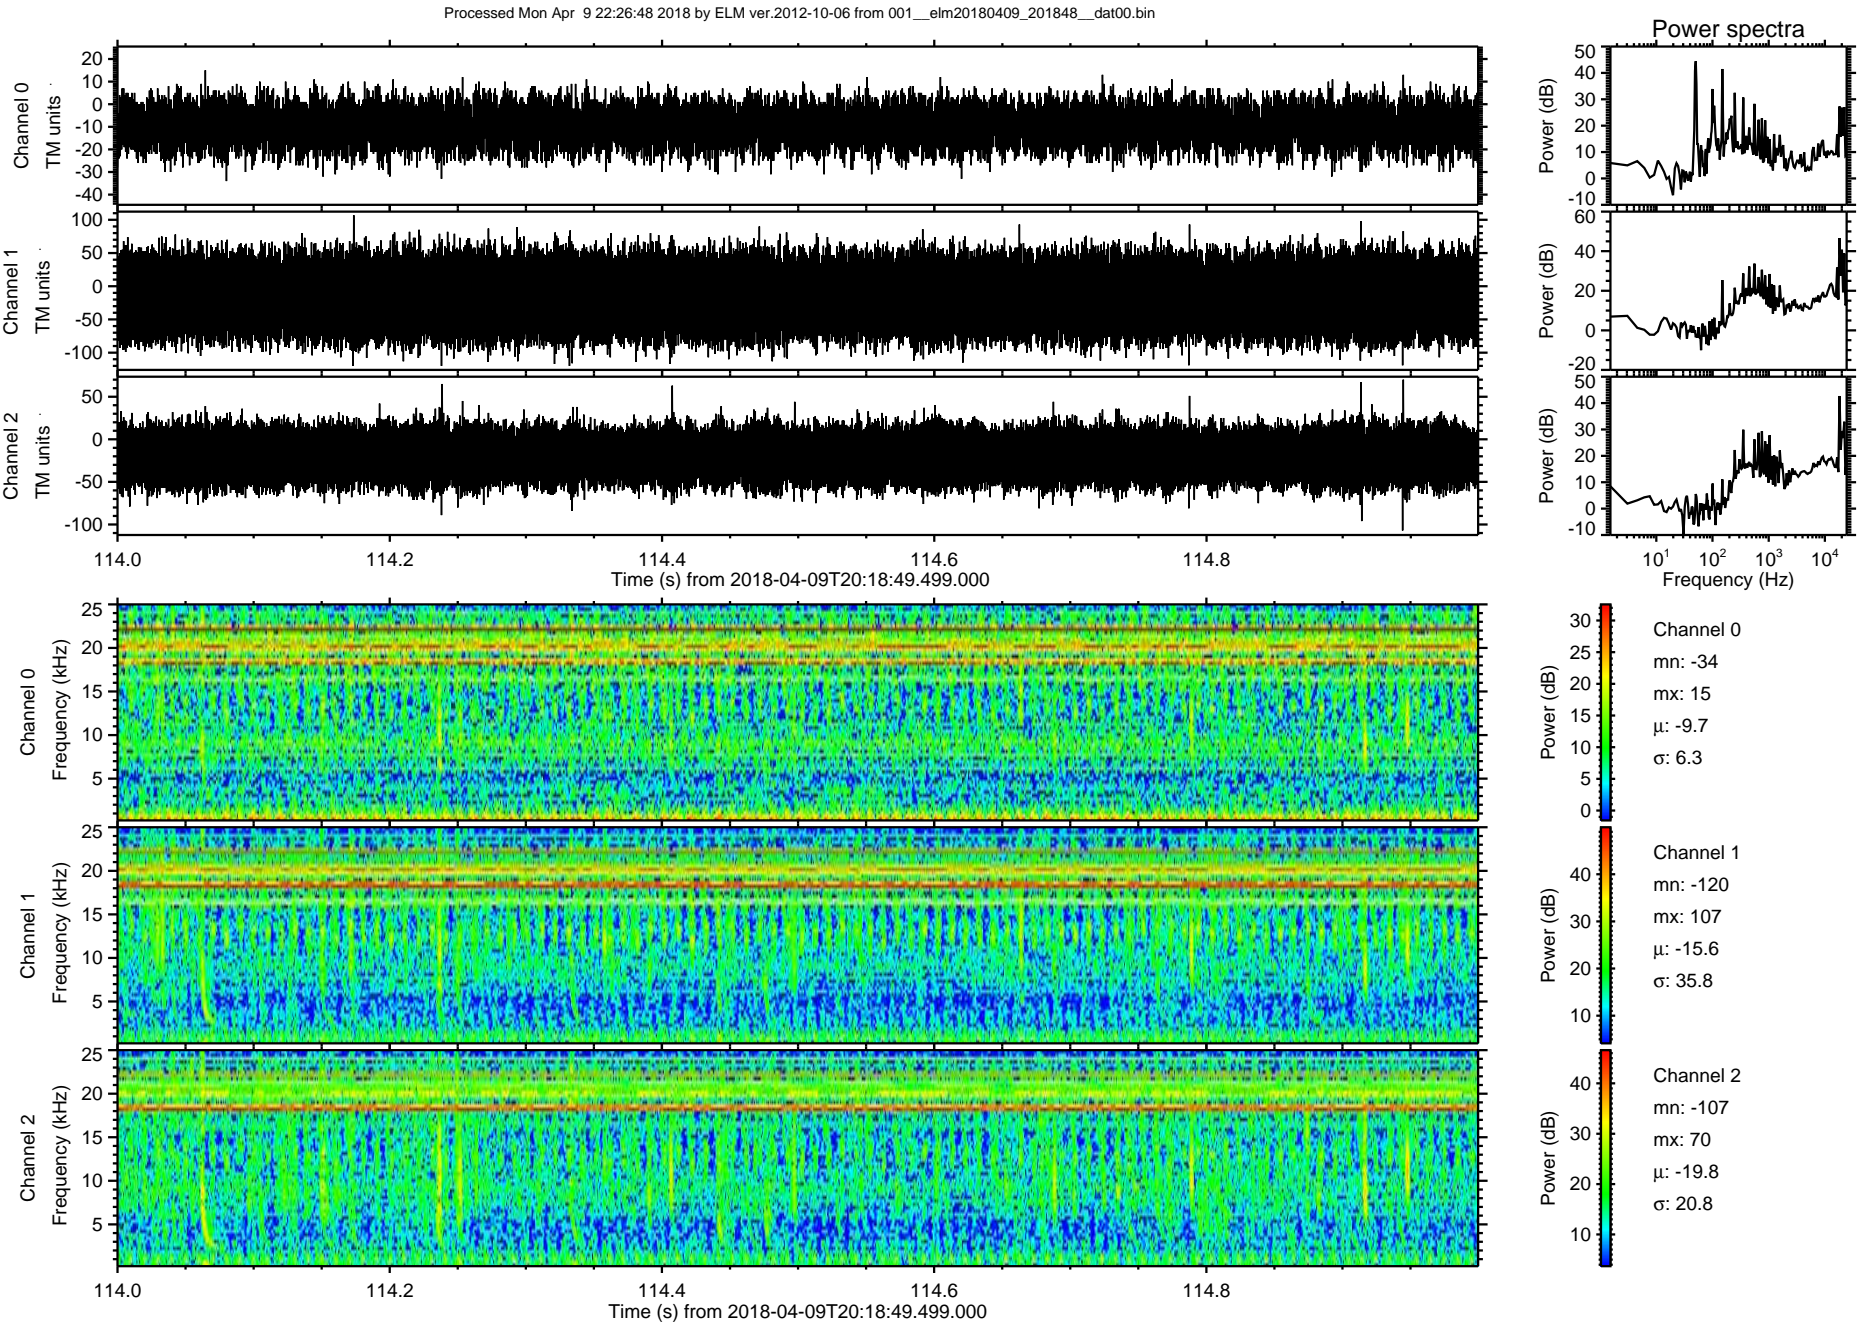 Processed Mon Apr  9 22:26:48 2018 by ELM ver.2012-10-06 from 001__elm20180409_201848__dat00.bin
Power spectra
Channel 0
TM units
20
10
0
-10
-20
-30
-40
Power (dB)
50
40
30
20
10
0
-10
Channel 1
TM units
100
50
0
-50
-100
Power (dB)
60
40
20
0
-20
Channel 2
TM units
50
0
-50
-100
Power (dB)
50
40
30
20
10
0
-10
114.0 114.2 114.4 114.6 114.8
Time (s) from 2018-04-09T20:18:49.499.000
10^1 10^2 10^3 10^4
Frequency (Hz)
Channel 0
Frequency (kHz)
25
20
15
10
5
Power (dB)
30
25
20
15
10
5
0
Channel 0
mn: -34
mx: 15
μ: -9.7
σ: 6.3
Channel 1
Frequency (kHz)
25
20
15
10
5
Power (dB)
40
30
20
10
Channel 1
mn: -120
mx: 107
μ: -15.6
σ: 35.8
Channel 2
Frequency (kHz)
25
20
15
10
5
Power (dB)
40
30
20
10
Channel 2
mn: -107
mx: 70
μ: -19.8
σ: 20.8
114.0 114.2 114.4 114.6 114.8
Time (s) from 2018-04-09T20:18:49.499.000